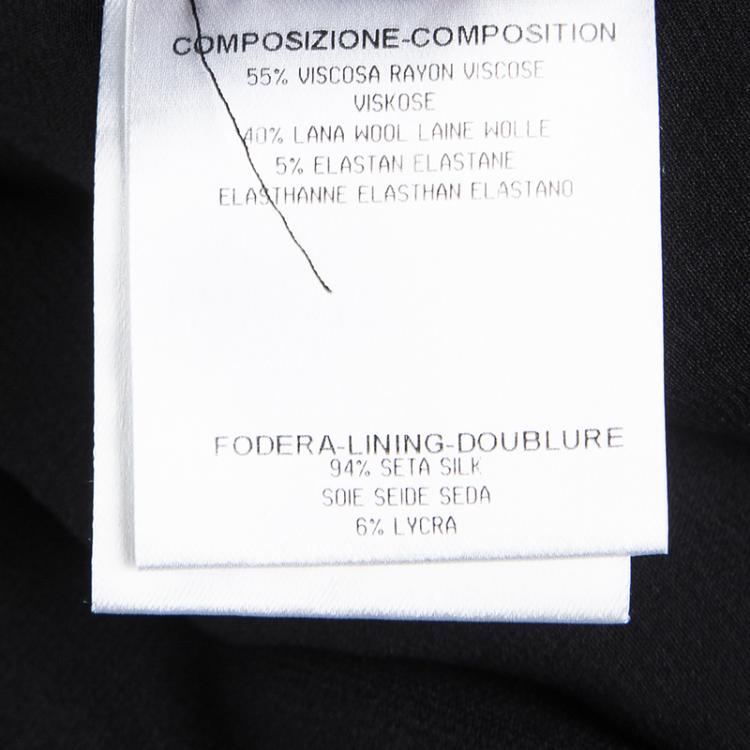 COMPOSIZIONE-COMPOSITION
55% VISCOSA RAYON VISCOSE
VISKOSE
40% LANA WOOL LAINE WOLLE
5% ELASTAN ELASTANE
ELASTHANNE ELASTHAN ELASTANO
FODERA-LINING-DOUBLURE
94% SETA SILK
SOIE SEIDE SEDA
6% LYCRA